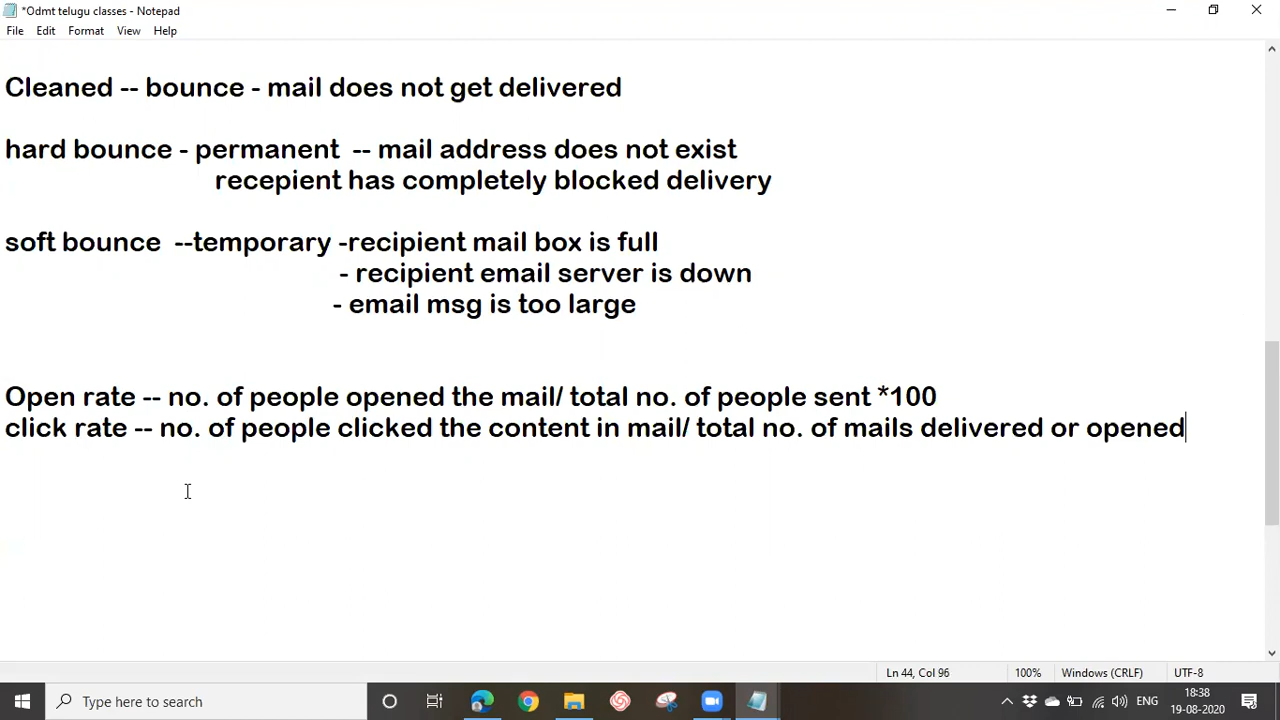 *Odmt telugu classes - Notepad
File Edit Format View Help
Cleaned -- bounce - mail does not get delivered
hard bounce - permanent -- mail address does not exist
recepient has completely blocked delivery
soft bounce --temporary -recipient mail box is full
- recipient email server is down
- email msg is too large
Open rate -- no. of people opened the mail/ total no. of people sent *100
click rate -- no. of people clicked the content in mail/ total no. of mails delivered or opened
Ln 44, Col 96 100% Windows (CRLF) UTF-8
Type here to search
ENG
18:38
19-08-2020